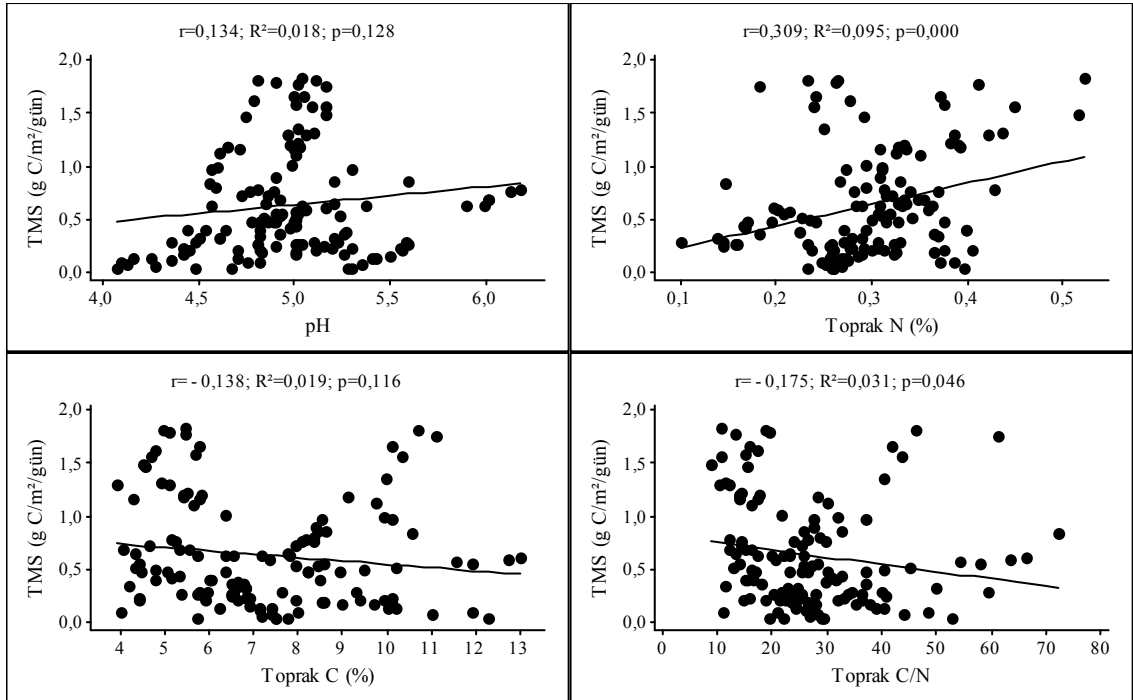 r=0,134; R²=0,018; p=0,128
2,0
1,5
1,0
0,5
0,0
TMS (g C/m²/gün)
4,0 4,5 5,0 5,5 6,0
pH
r=0,309; R²=0,095; p=0,000
2,0
1,5
1,0
0,5
0,0
TMS (g C/m²/gün)
0,1 0,2 0,3 0,4 0,5
Toprak N (%)
r= - 0,138; R²=0,019; p=0,116
2,0
1,5
1,0
0,5
0,0
TMS (g C/m²/gün)
4 5 6 7 8 9 10 11 12 13
Toprak C (%)
r= -0,175; R²=0,031; p=0,046
2,0
1,5
1,0
0,5
0,0
TMS (g C/m²/gün)
0 10 20 30 40 50 60 70 80
Toprak C/N